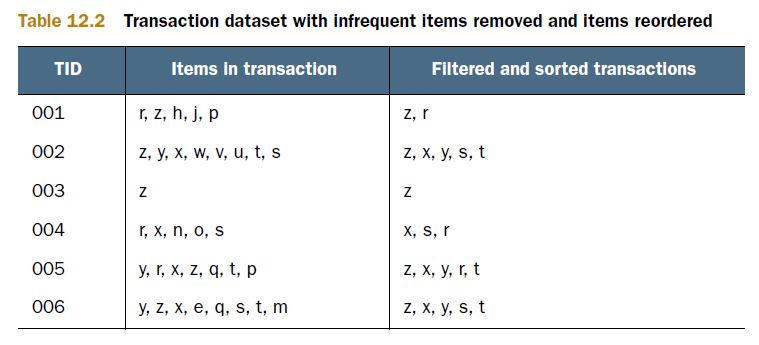 Table 12.2 Transaction dataset with infrequent items removed and items reordered
TID Items in transaction Filtered and sorted transactions
001 r, z, h, j, p z, r
002 z, y, x, w, v, u, t, s z, x, y, s, t
003 z z
004 r, x, n, o, s x, s, r
005 y, r, x, z, q, t, p z, x, y, r, t
006 y, z, x, e, q, s, t, m z, x, y, s, t